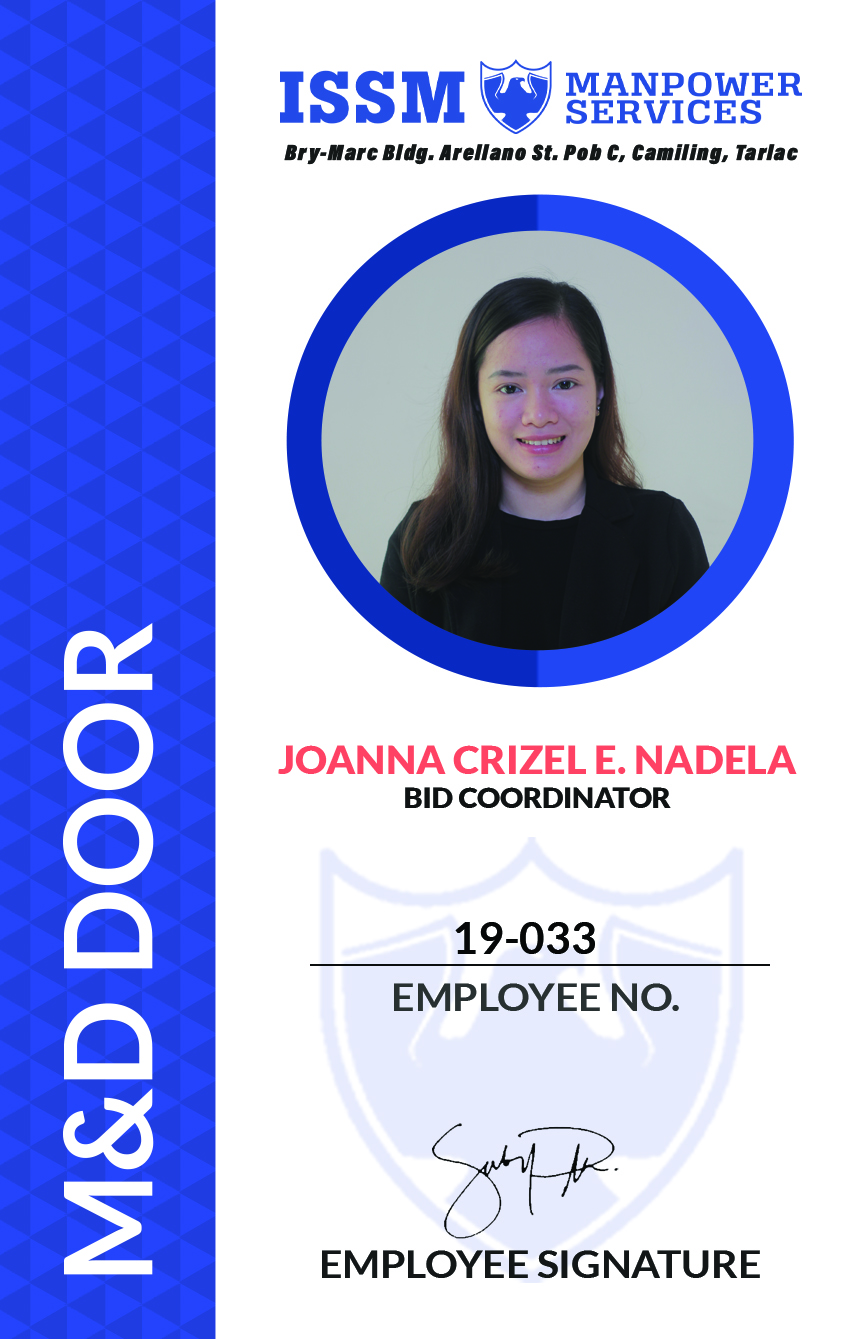 ISSM MANPOWER SERVICES
Bry-Marc Bldg. Arellano St. Pob C, Camiling, Tarlac
JOANNA CRIZEL E. NADELA
BID COORDINATOR
19-033
EMPLOYEE NO.
EMPLOYEE SIGNATURE
M&D DOOR